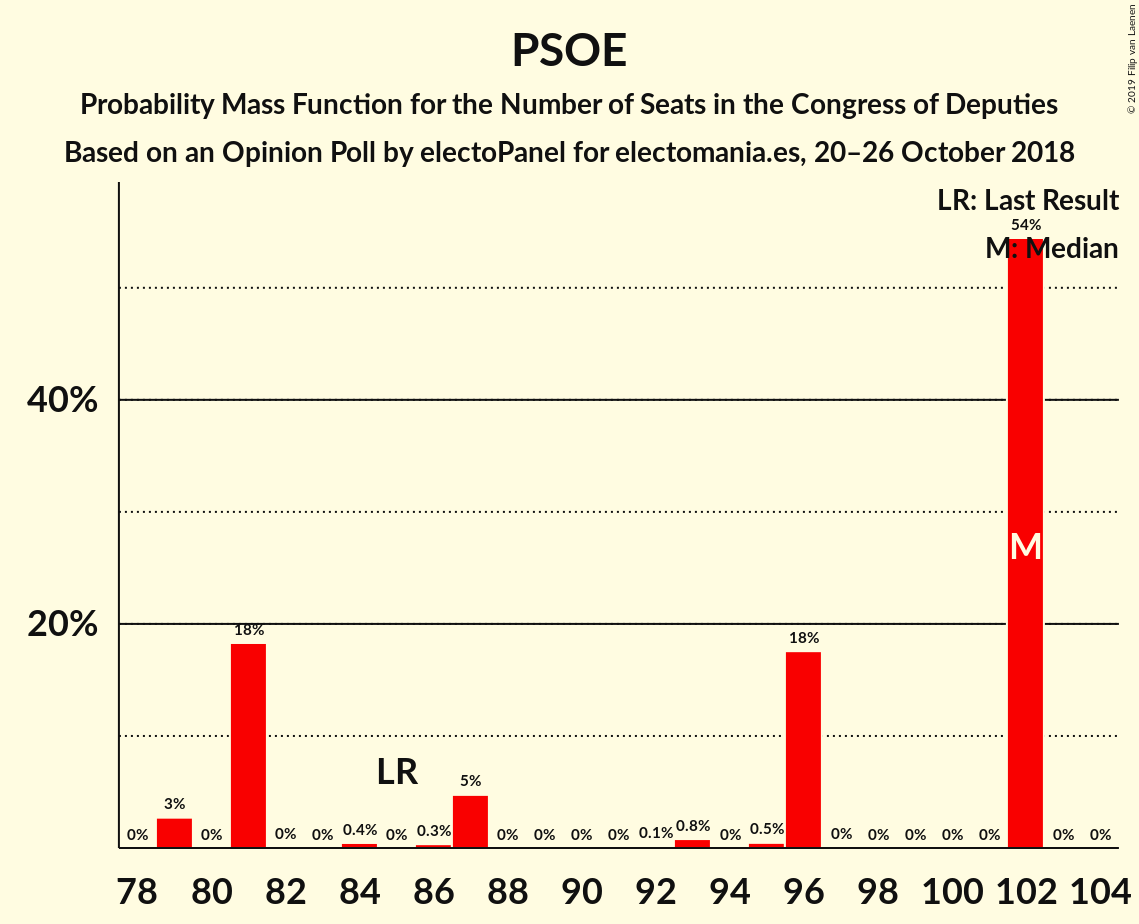 PSOE
Probability Mass Function for the Number of Seats in the Congress of Deputies
Based on an Opinion Poll by electoPanel for electomania.es, 20–26 October 2018
© 2019 Filip van Laenen
LR: Last Result
M: Median
40%
20%
0% 3% 0% 18% 0% 0% 0.4% 0% 0.3% 5% 0% 0% 0% 0% 0.1% 0.8% 0% 0.5% 18% 0% 0% 0% 0% 0% 54% 0% 0%
LR
M
78 80 82 84 86 88 90 92 94 96 98 100 102 104